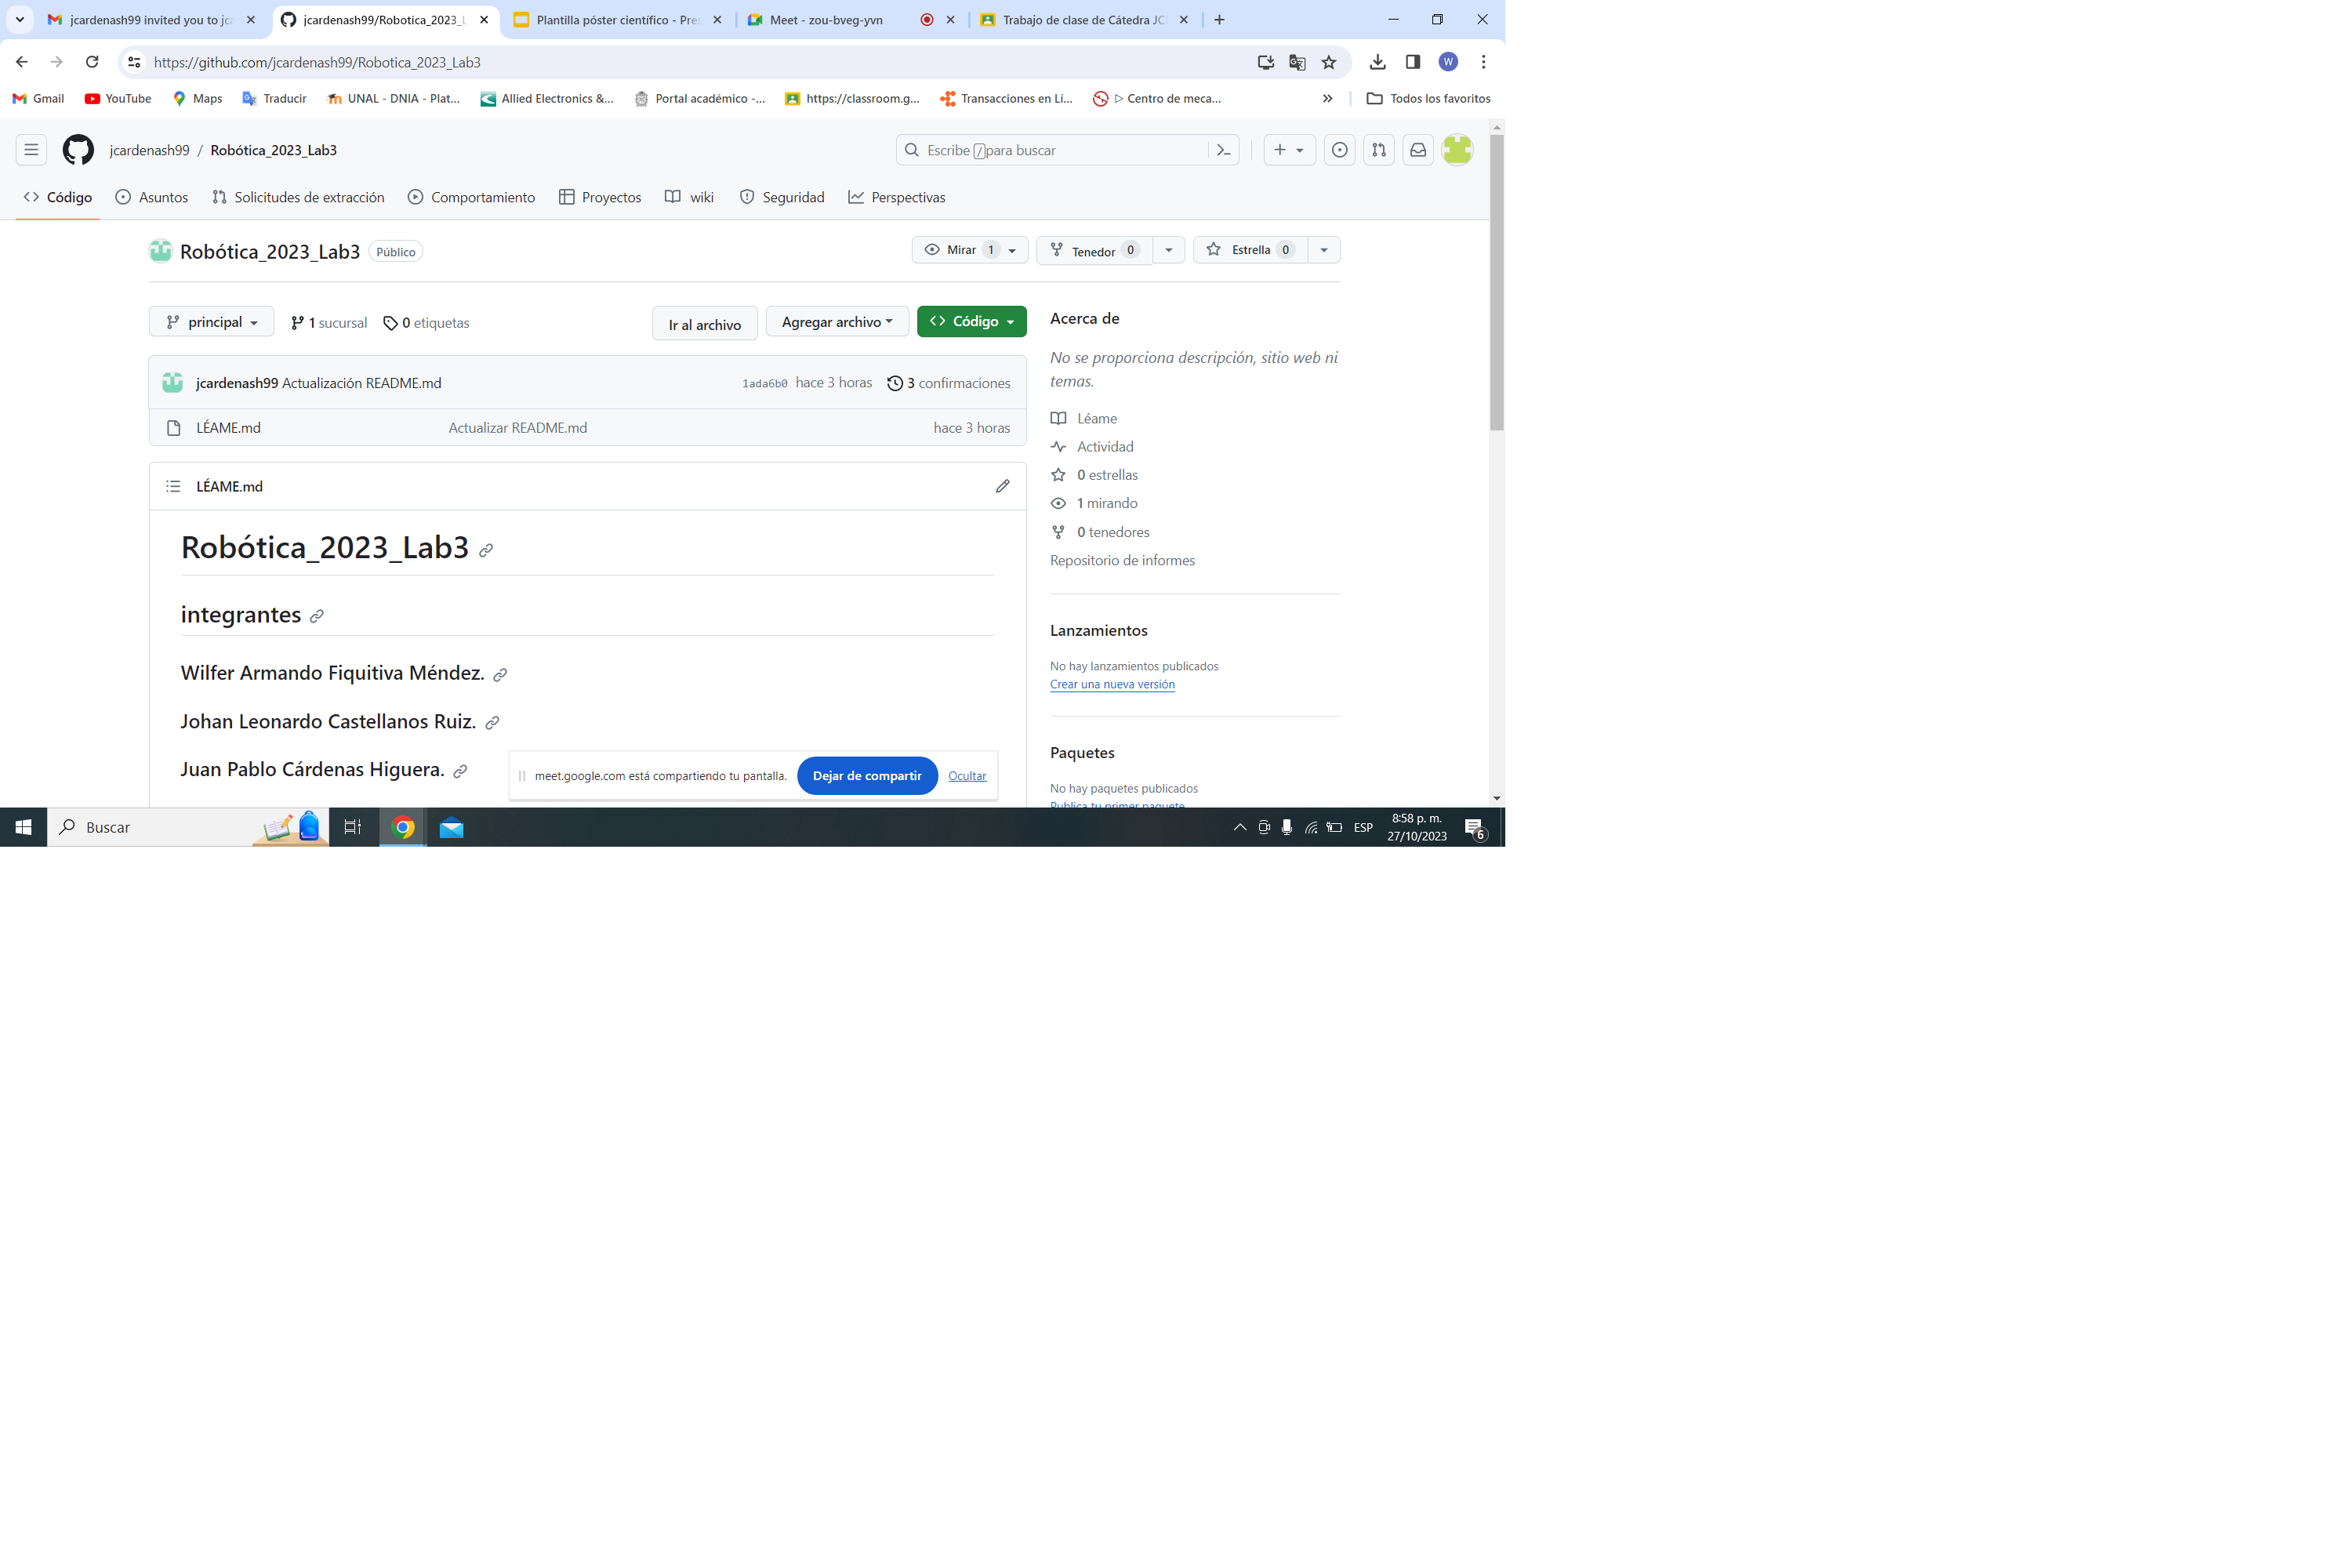 jcardenash99 invited you to jca
jcardenash99/Robotica_2023_L
Plantilla póster científico - Pres
Meet - zou-bveg-yvn
Trabajo de clase de Cátedra JC
https://github.com/jcardenash99/Robotica_2023_Lab3
W
Gmail
YouTube
Maps
Traducir
UNAL - DNIA - Plat...
Allied Electronics &...
Portal académico -...
https://classroom.g...
Transacciones en Lí...
Centro de meca...
Todos los favoritos
jcardenash99 / Robótica_2023_Lab3
Escribe / para buscar
Código
Asuntos
Solicitudes de extracción
Comportamiento
Proyectos
wiki
Seguridad
Perspectivas
Robótica_2023_Lab3 Público
Mirar 1
Tenedor 0
Estrella 0
principal
1 sucursal
0 etiquetas
Ir al archivo
Agregar archivo
Código
jcardenash99 Actualización README.md
1ada6b0 hace 3 horas
3 confirmaciones
LÉAME.md
Actualizar README.md
hace 3 horas
LÉAME.md
Robótica_2023_Lab3
integrantes
Wilfer Armando Fiquitiva Méndez.
Johan Leonardo Castellanos Ruiz.
Juan Pablo Cárdenas Higuera.
Acerca de
No se proporciona descripción, sitio web ni
temas.
Léame
Actividad
0 estrellas
1 mirando
0 tenedores
Repositorio de informes
Lanzamientos
No hay lanzamientos publicados
Crear una nueva versión
Paquetes
No hay paquetes publicados
Publica tu primer paquete
meet.google.com está compartiendo tu pantalla.
Dejar de compartir
Ocultar
Buscar
ESP
8:58 p. m.
27/10/2023
6